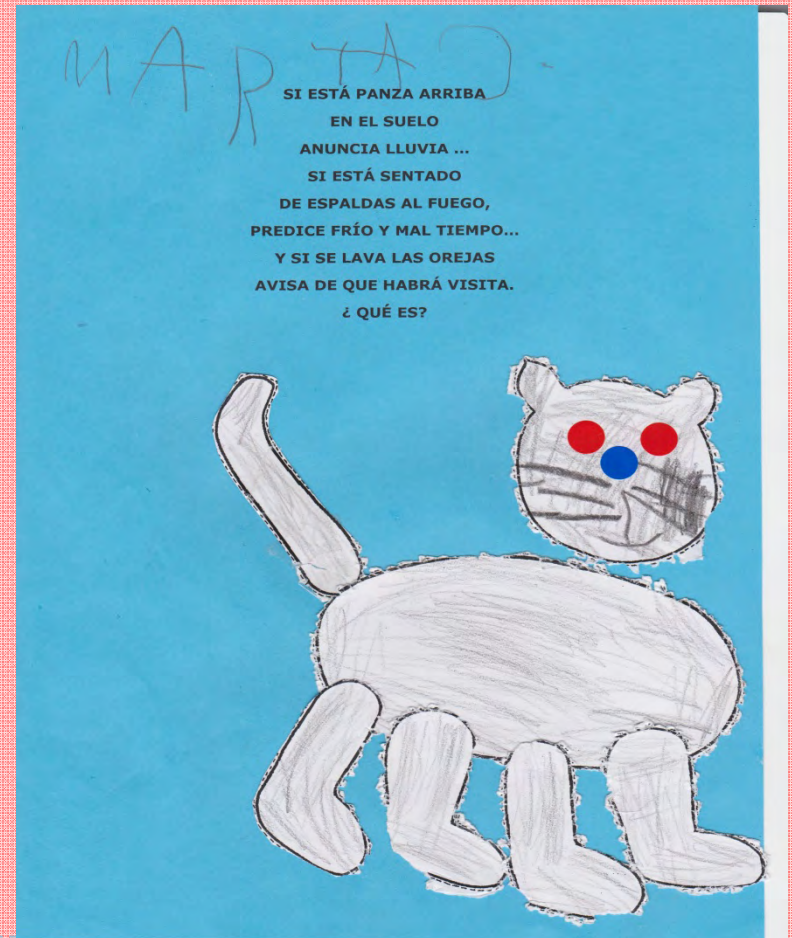 MARTA J.
SI ESTÁ PANZA ARRIBA
EN EL SUELO
ANUNCIA LLUVIA ...
SI ESTÁ SENTADO
DE ESPALDAS AL FUEGO,
PREDICE FRÍO Y MAL TIEMPO...
Y SI SE LAVA LAS OREJAS
AVISA DE QUE HABRÁ VISITA.
¿ QUÉ ES?